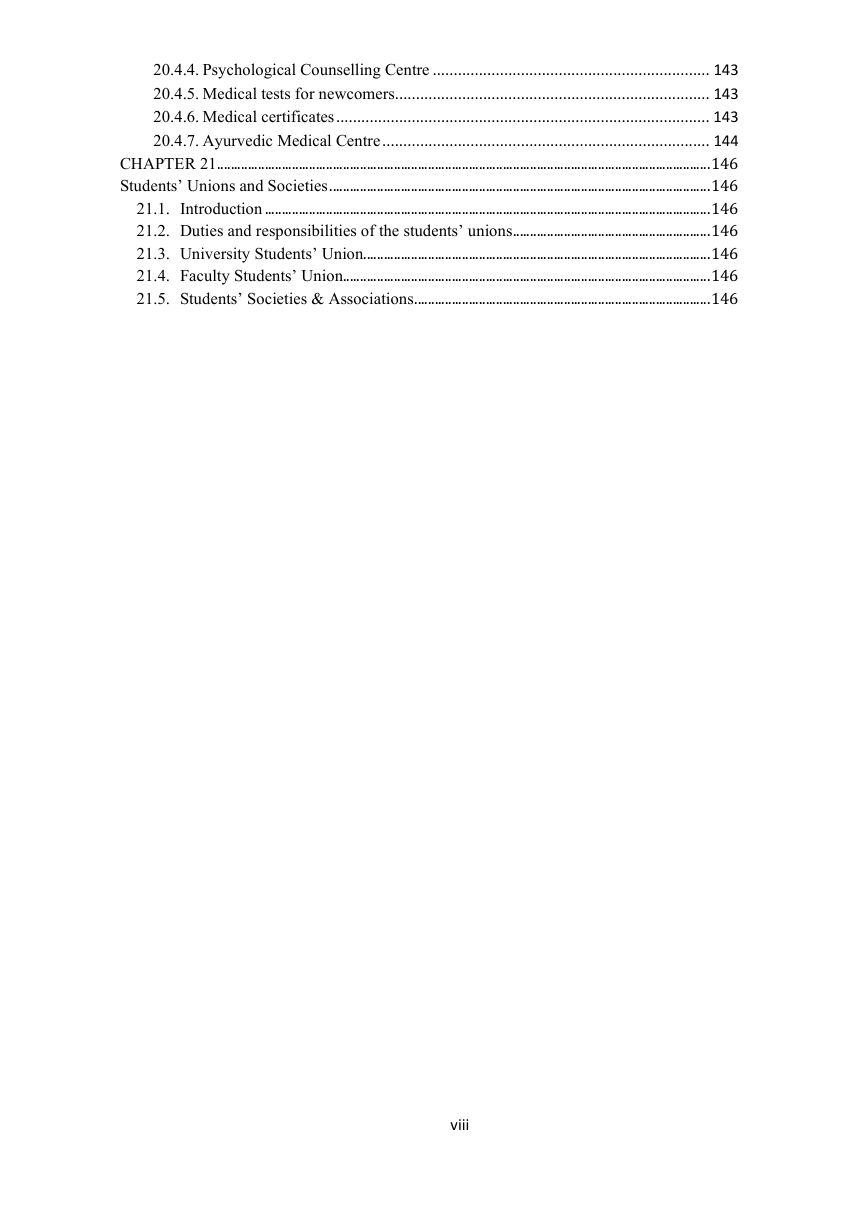 20.4.4. Psychological Counselling Centre .................................................................. 143
20.4.5. Medical tests for newcomers........................................................................... 143
20.4.6. Medical certificates ......................................................................................... 143
20.4.7. Ayurvedic Medical Centre .............................................................................. 144
CHAPTER 21.................................................................................................................146
Students’ Unions and Societies.......................................................................................146
21.1. Introduction ......................................................................................................146
21.2. Duties and responsibilities of the students’ unions.............................................146
21.3. University Students’ Union................................................................................146
21.4. Faculty Students’ Union.....................................................................................146
21.5. Students’ Societies & Associations....................................................................146
viii